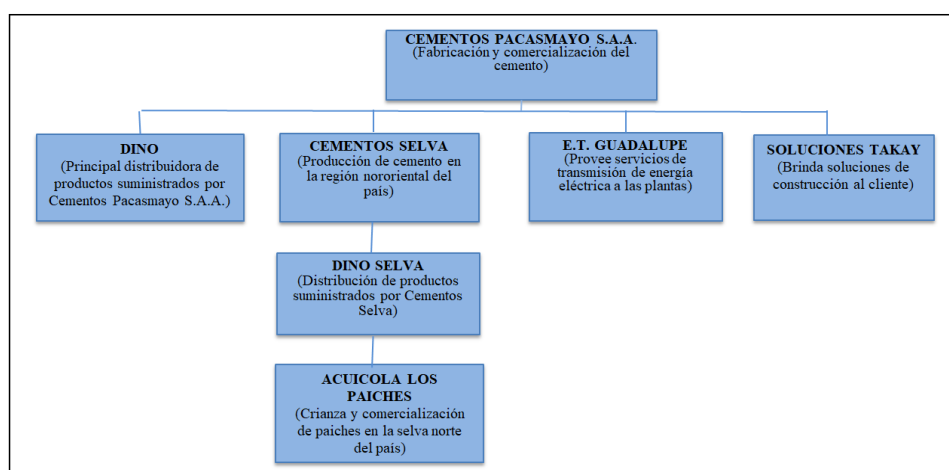 CEMENTOS PACASMAYO S.A.A.
(Fabricación y comercialización del
cemento)
DINO
(Principal distribuidora de
productos suministrados por
Cementos Pacasmayo S.A.A.)
CEMENTOS SELVA
(Producción de cemento en
la región nororiental del
país)
E.T. GUADALUPE
(Provee servicios de
transmisión de energía
eléctrica a las plantas)
SOLUCIONES TAKAY
(Brinda soluciones de
construcción al cliente)
DINO SELVA
(Distribución de productos
suministrados por Cementos
Selva)
ACUICOLA LOS
PAICHES
(Crianza y comercialización
de paiches en la selva norte
del país)